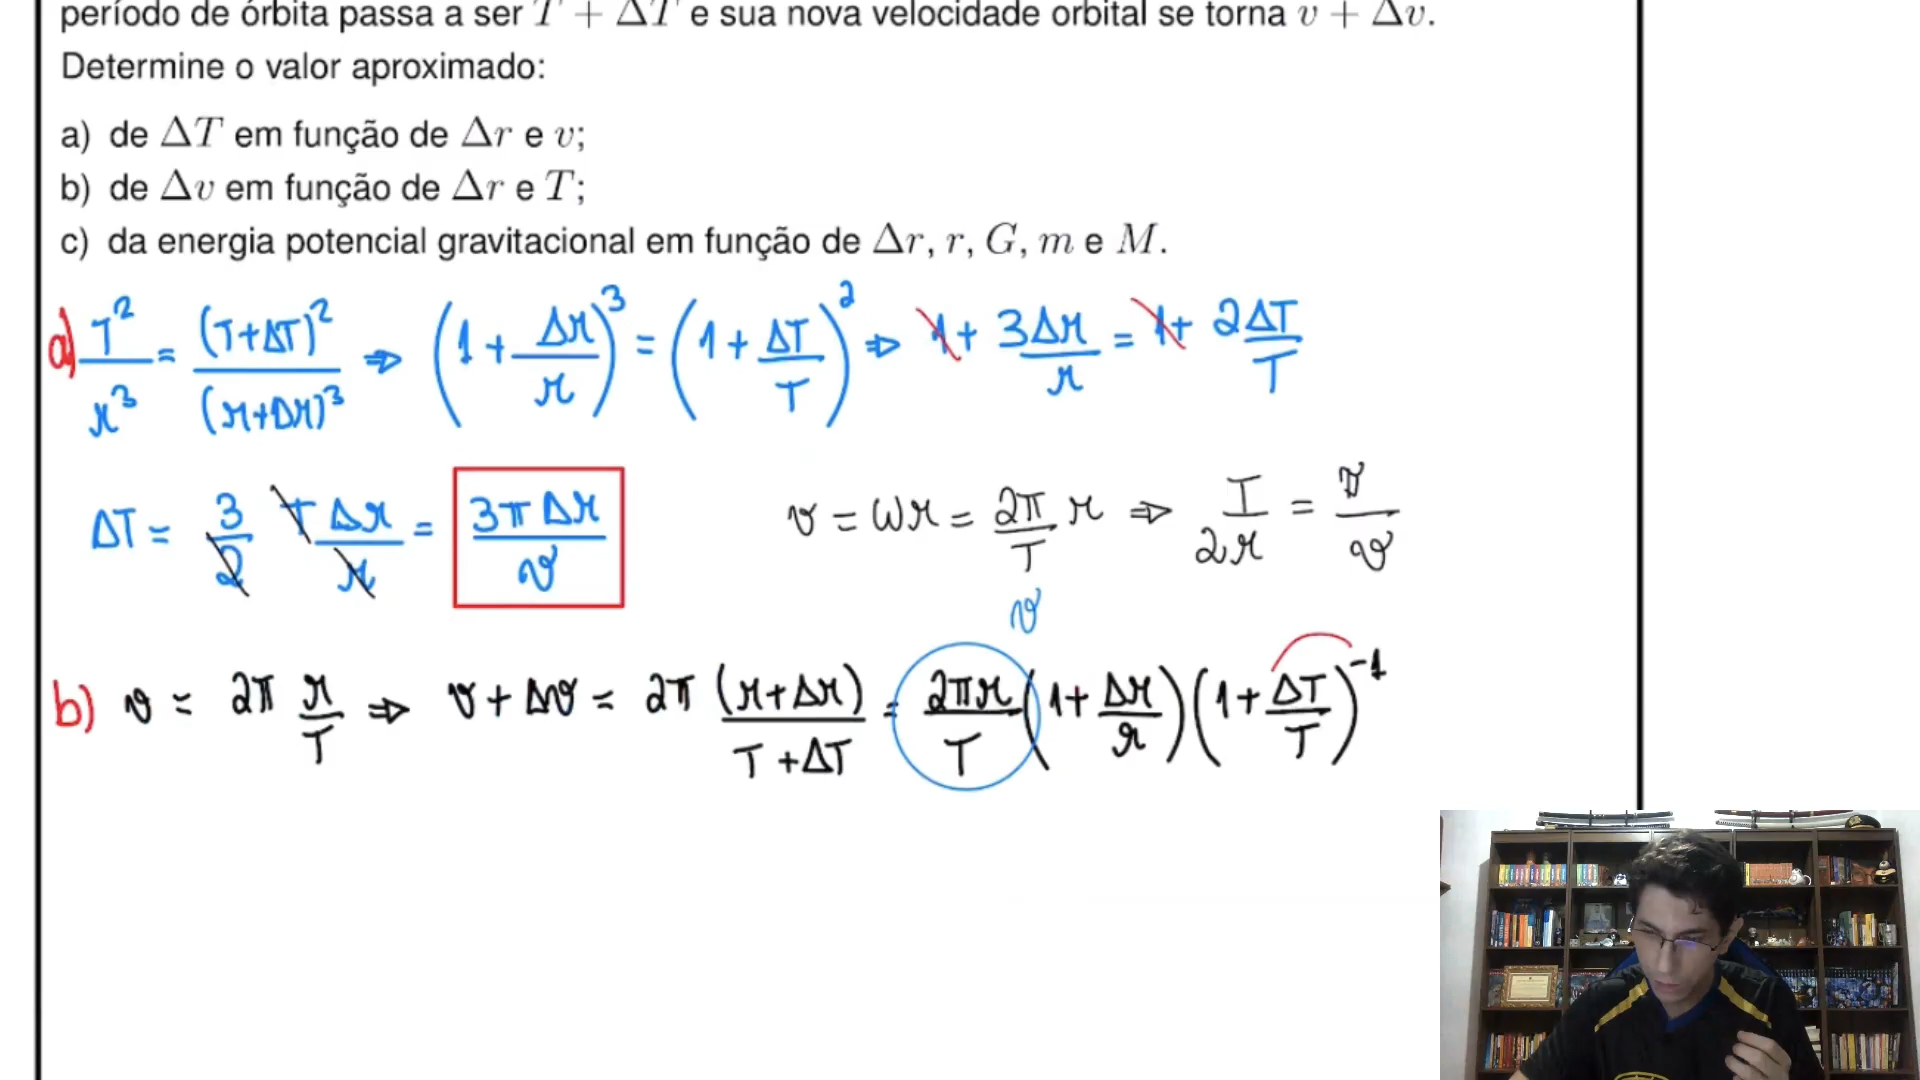 período de órbita passa a ser T + ΔT e sua nova velocidade orbital se torna v + Δv.
Determine o valor aproximado:
a) de ΔT em função de Δr e v;
b) de Δv em função de Δr e T;
c) da energia potencial gravitacional em função de Δr, r, G, m e M.
a) T²/r³ = (T+ΔT)²/(r+Δr)³ ⇒ (1 + Δr/r)³ = (1 + ΔT/T)² ⇒ 1 + 3Δr/r = 1 + 2ΔT/T
ΔT = 3/2 TΔr/r = 3πΔr/v
v = ωr = 2π/T r ⇒ T/2r = π/v
v
b) v = 2π r/T ⇒ v + Δv = 2π (r+Δr)/(T+ΔT) = 2πr/T (1 + Δr/r)(1 + ΔT/T)⁻¹